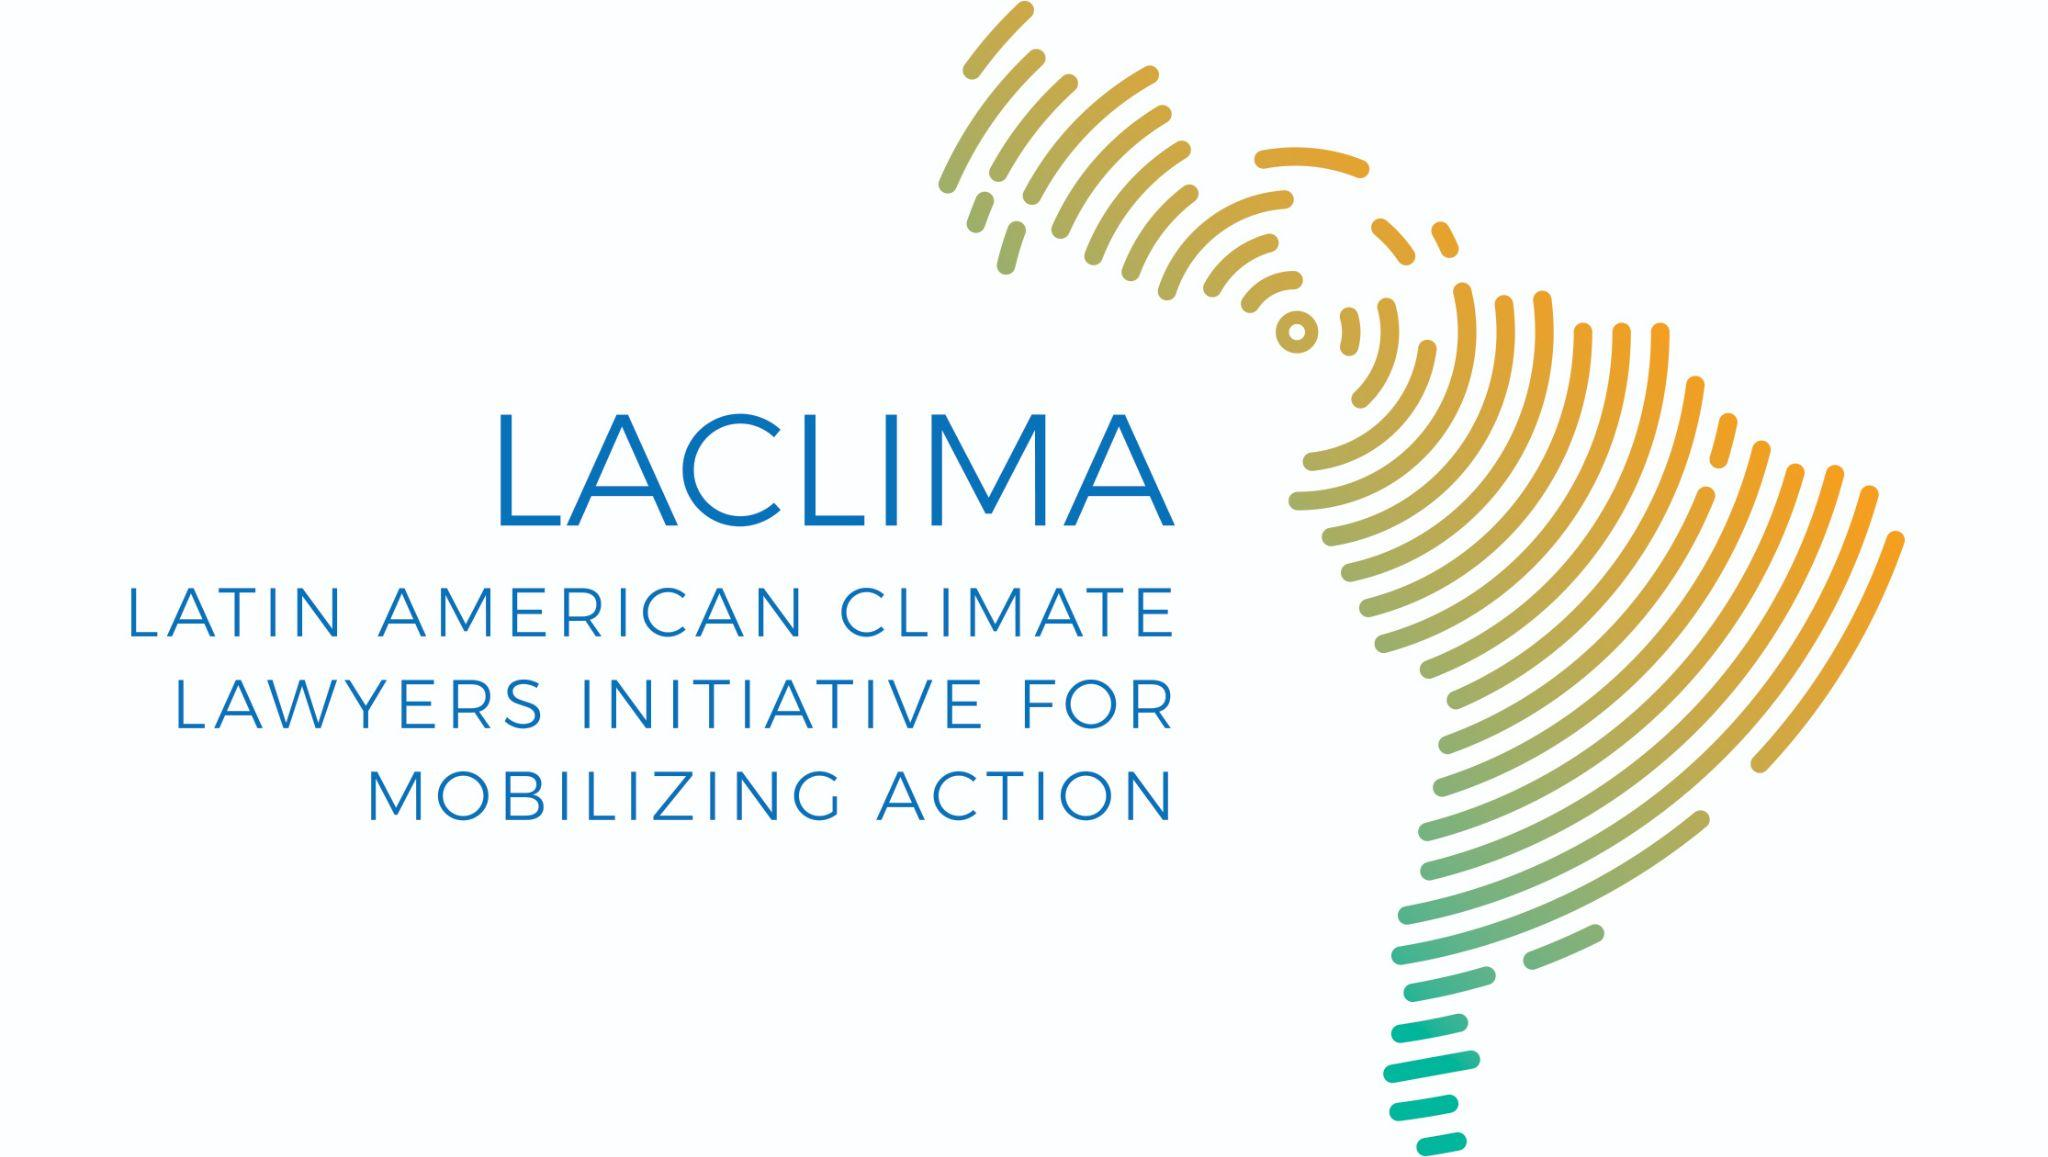 LACLIMA
LATIN AMERICAN CLIMATE
LAWYERS INITIATIVE FOR
MOBILIZING ACTION